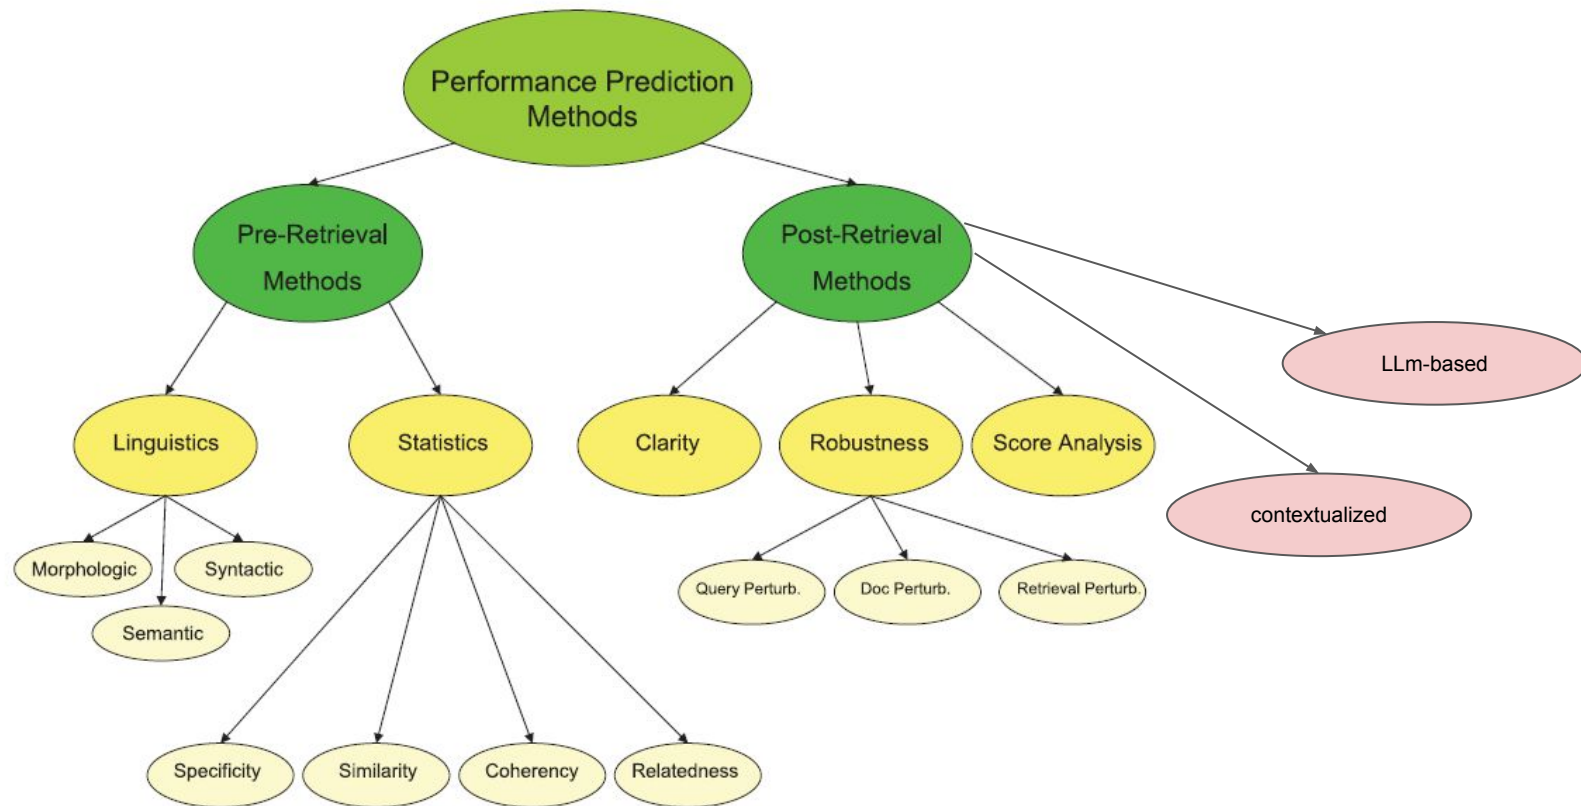 Performance Prediction
Methods
Pre-Retrieval
Methods
Post-Retrieval
Methods
LLm-based
Linguistics
Statistics
Clarity
Robustness
Score Analysis
contextualized
Morphologic
Syntactic
Semantic
Query Perturb.
Doc Perturb.
Retrieval Perturb.
Specificity
Similarity
Coherency
Relatedness